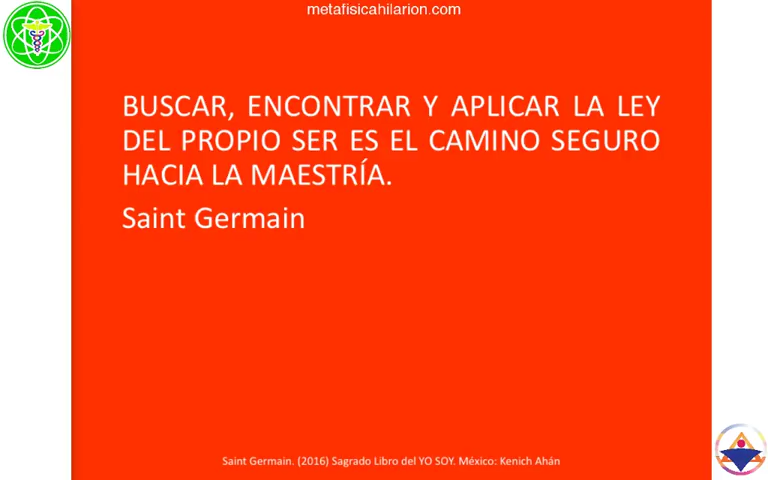 metafisicahilarion.com
BUSCAR, ENCONTRAR Y APLICAR LA LEY
DEL PROPIO SER ES EL CAMINO SEGURO
HACIA LA MAESTRÍA.
Saint Germain
Saint Germain. (2016) Sagrado Libro del YO SOY. México: Kenich Ahán